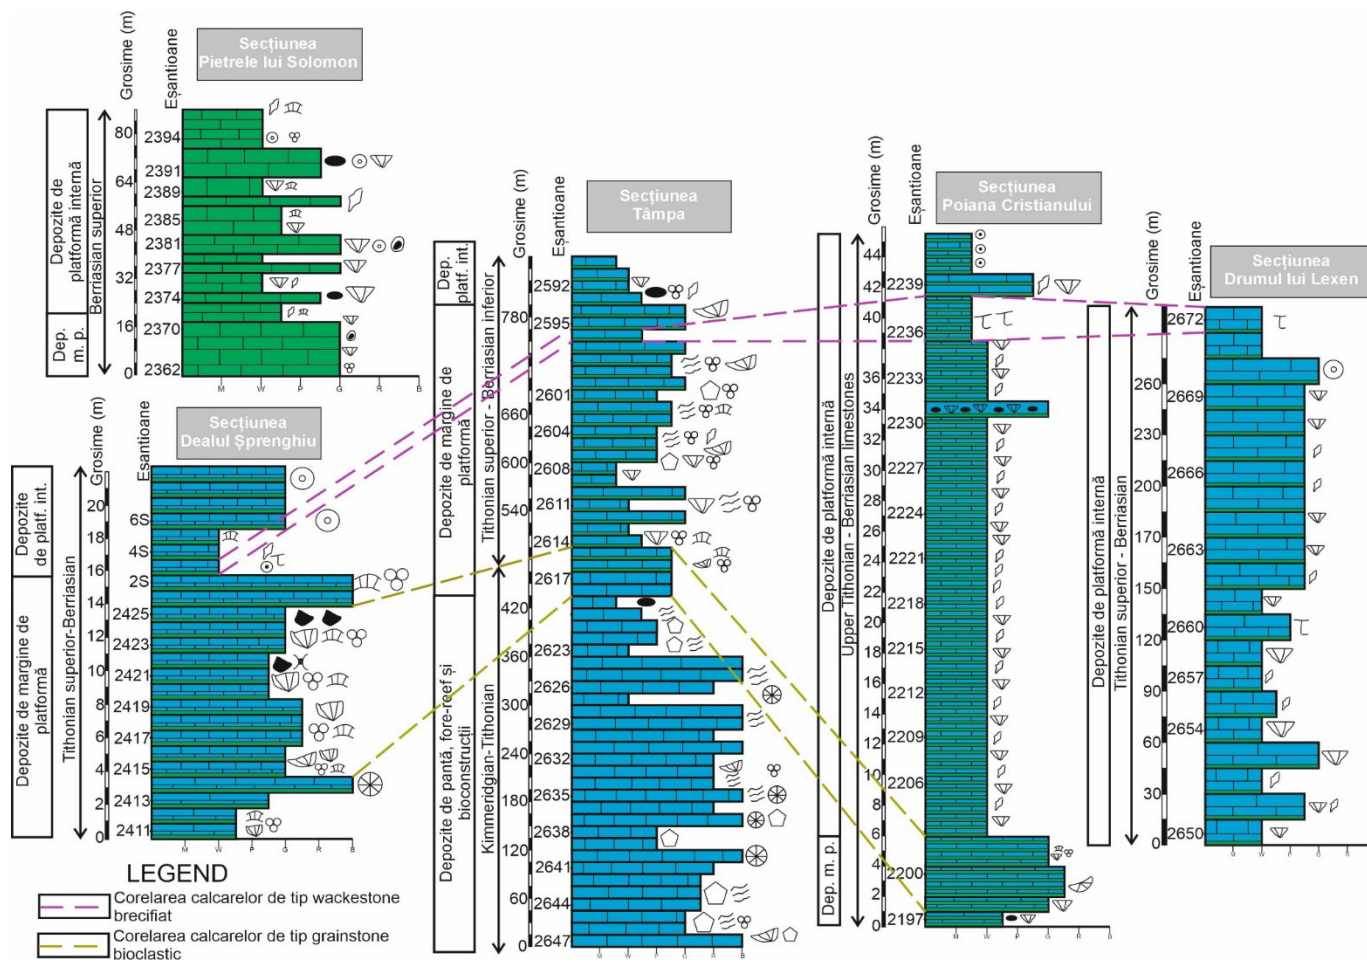 Secțiunea
Pietrele lui Solomon
Grosime (m)
Eșantioane
Depozite de
platformă internă
Dep.
m. p.
Berriasian superior
80
64
48
32
16
0
2394
2391
2389
2385
2381
2377
2374
2370
2362
M W P G R B
Secțiunea
Dealul Șprenghiu
Grosime (m)
Eșantioane
Depozite
de platf. int.
Depozite de margine de
platformă
Tithonian superior-Berriasian
20
18
16
14
12
10
8
6
4
2
0
6S
4S
2S
2425
2423
2421
2419
2417
2415
2413
2411
M W P G R B
Secțiunea
Tâmpa
Grosime (m)
Eșantioane
Dep.
platf. int.
Depozite de margine de
platformă
Depozite de pantă, fore-reef și
bioconstrucții
Tithonian superior - Berriasian inferior
Kimmeridgian-Tithonian
780
660
600
540
420
360
300
240
180
120
60
0
2592
2595
2601
2604
2608
2611
2614
2617
2623
2626
2629
2632
2635
2638
2641
2644
2647
M W P G R B
Secțiunea
Poiana Cristianului
Grosime (m)
Eșantioane
Depozite de platformă internă
Dep. m. p.
Upper Tithonian - Berriasian limestones
44
42
40
38
36
34
32
30
28
26
24
22
20
18
16
14
12
10
8
6
4
2
0
2239
2236
2233
2230
2227
2224
2221
2218
2215
2212
2209
2206
2200
2197
M W P G R B
Secțiunea
Drumul lui Lexen
Grosime (m)
Eșantioane
Depozite de platformă internă
Tithonian superior - Berriasian
260
230
200
150
120
90
60
30
0
2672
2669
2666
2663
2660
2657
2654
2650
M W P G R
LEGEND
Corelarea calcarelor de tip wackestone
brecifiat
Corelarea calcarelor de tip grainstone
bioclastic